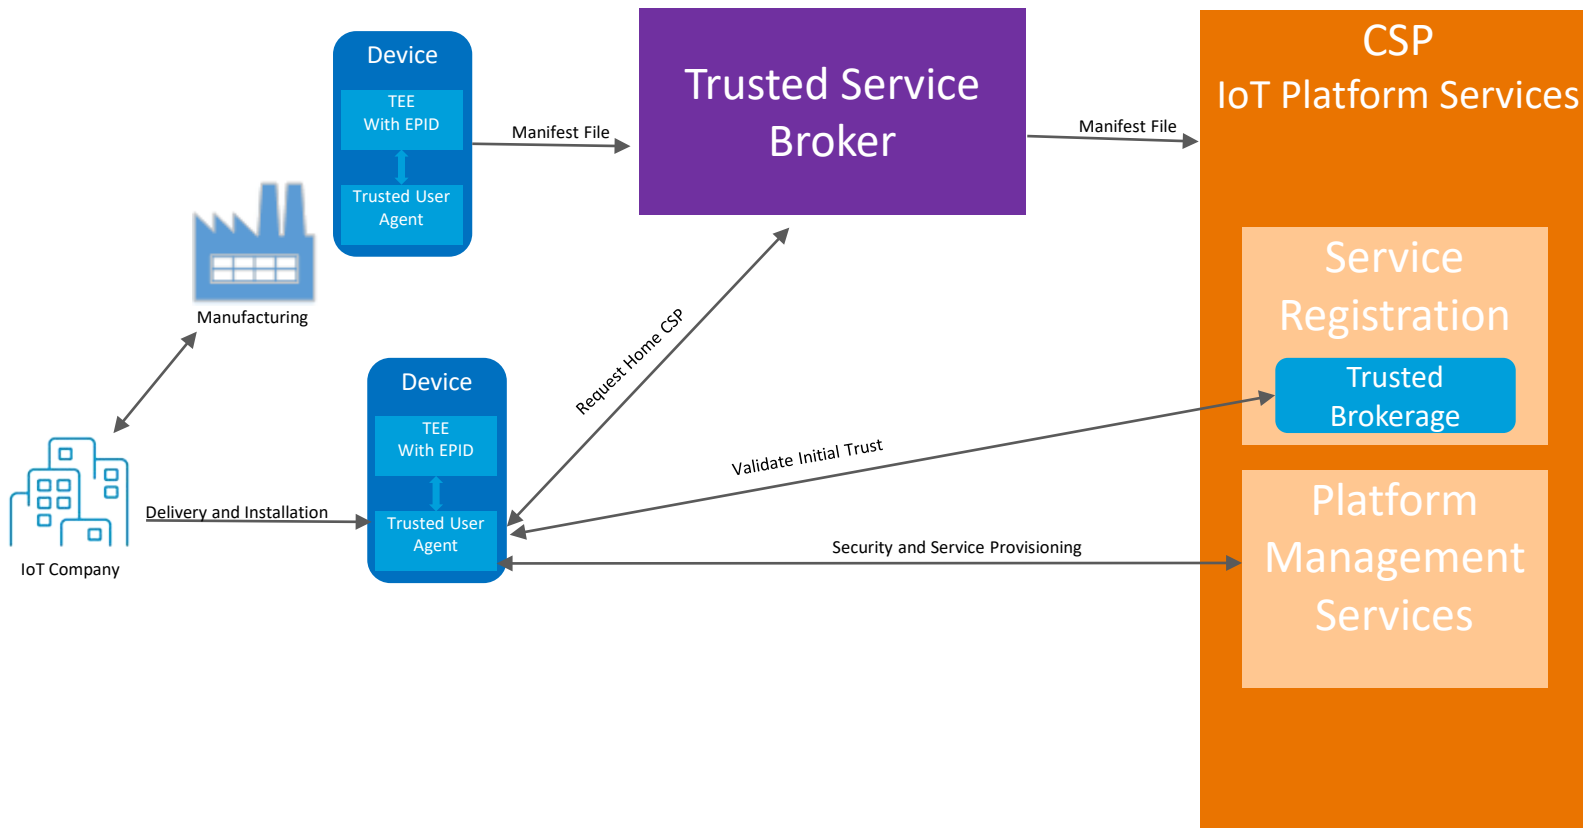 Device
TEE
With EPID
Trusted User
Agent
Manifest File
Trusted Service
Broker
Manifest File
CSP
IoT Platform Services
Manufacturing
Service
Registration
Trusted
Brokerage
Request Home CSP
Device
TEE
With EPID
Trusted User
Agent
Validate Initial Trust
Delivery and Installation
IoT Company
Security and Service Provisioning
Platform
Management
Services